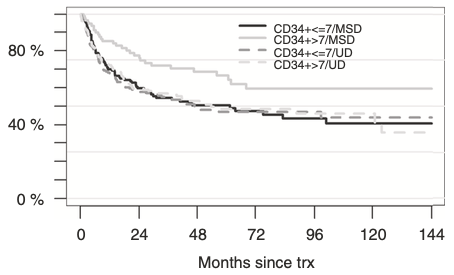 CD34+<=7/MSD
CD34+>7/MSD
CD34+<=7/UD
CD34+>7/UD
80 %
40 %
0 %
0 24 48 72 96 120 144
Months since trx